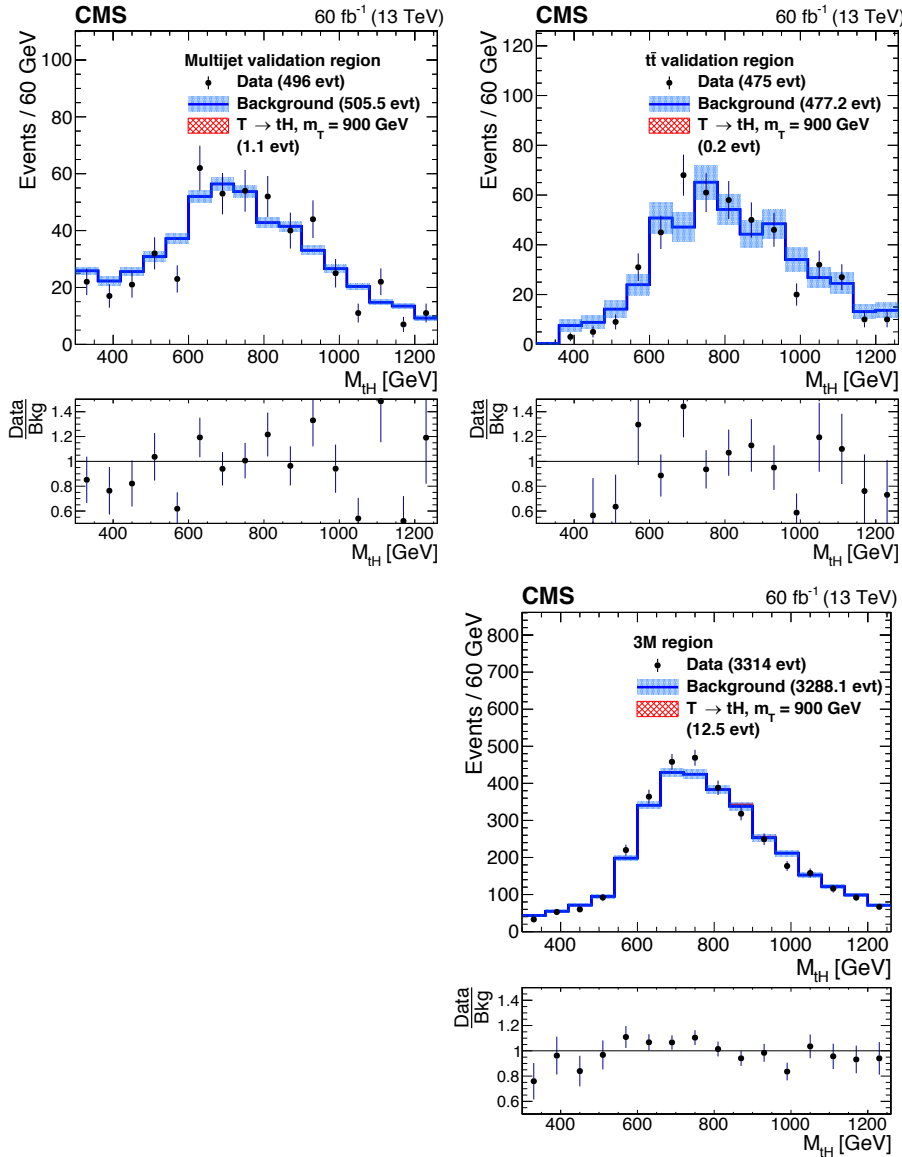 CMS 60 fb⁻¹ (13 TeV)
Events / 60 GeV
100
80
60
40
20
0
Multijet validation region
Data (496 evt)
Background (505.5 evt)
T → tH, m_T = 900 GeV
(1.1 evt)
400 600 800 1000 1200
M_tH [GeV]
Data
Bkg
1.4
1.2
1
0.8
0.6
400 600 800 1000 1200
M_tH [GeV]
CMS 60 fb⁻¹ (13 TeV)
Events / 60 GeV
120
100
80
60
40
20
0
tt̄ validation region
Data (475 evt)
Background (477.2 evt)
T → tH, m_T = 900 GeV
(0.2 evt)
400 600 800 1000 1200
M_tH [GeV]
Data
Bkg
1.4
1.2
1
0.8
0.6
400 600 800 1000 1200
M_tH [GeV]
CMS 60 fb⁻¹ (13 TeV)
Events / 60 GeV
800
700
600
500
400
300
200
100
0
3M region
Data (3314 evt)
Background (3288.1 evt)
T → tH, m_T = 900 GeV
(12.5 evt)
400 600 800 1000 1200
M_tH [GeV]
Data
Bkg
1.4
1.2
1
0.8
0.6
400 600 800 1000 1200
M_tH [GeV]